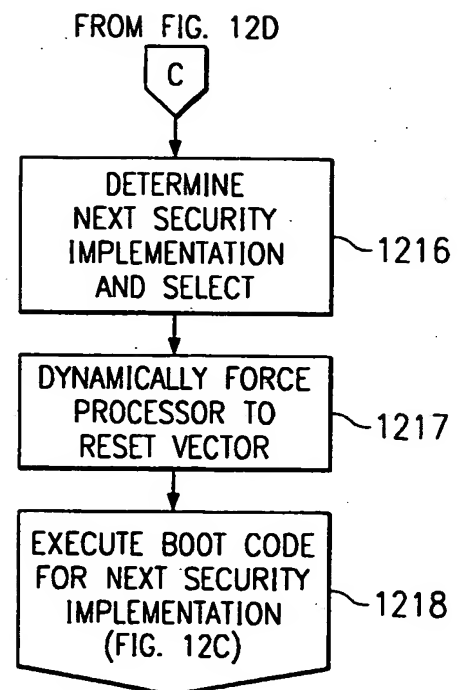 FROM FIG. 12D
C
DETERMINE
NEXT SECURITY
IMPLEMENTATION
AND SELECT
1216
DYNAMICALLY FORCE
PROCESSOR TO
RESET VECTOR
1217
EXECUTE BOOT CODE
FOR NEXT SECURITY
IMPLEMENTATION
(FIG. 12C)
1218